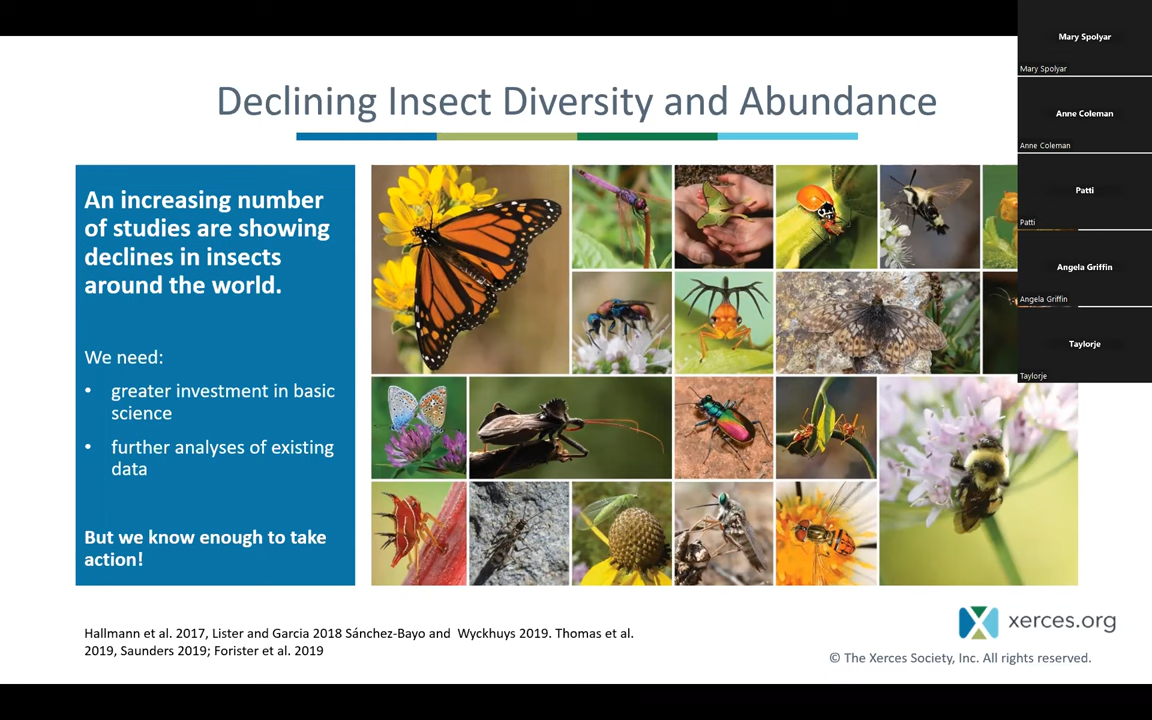 Declining Insect Diversity and Abundance
An increasing number
of studies are showing
declines in insects
around the world.
We need:
• greater investment in basic
science
• further analyses of existing
data
But we know enough to take
action!
Hallmann et al. 2017, Lister and Garcia 2018 Sánchez-Bayo and  Wyckhuys 2019. Thomas et al.
2019, Saunders 2019; Forister et al. 2019
xerces.org
© The Xerces Society, Inc. All rights reserved.
Mary Spolyar
Mary Spolyar
Anne Coleman
Anne Coleman
Patti
Patti
Angela Griffin
Angela Griffin
Taylorje
Taylorje